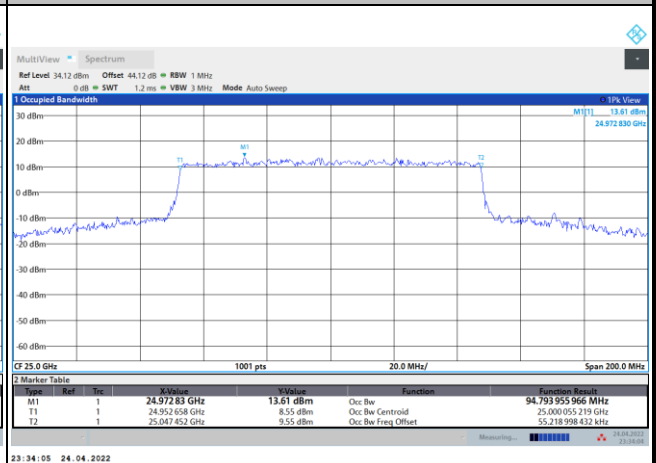 MultiView Spectrum
Ref Level 34.12 dBm Offset 44.12 dB RBW 1 MHz
Att 0 dB SWT 1.2 ms VBW 3 MHz Mode Auto Sweep
1 Occupied Bandwidth 1Pk View
M1[1] 13.61 dBm
24.972 830 GHz
30 dBm
20 dBm
M1
T1 T2
10 dBm
0 dBm
-10 dBm
-20 dBm
-30 dBm
-40 dBm
-50 dBm
-60 dBm
CF 25.0 GHz 1001 pts 20.0 MHz/ Span 200.0 MHz
2 Marker Table
Type Ref Trc X-Value Y-Value Function Function Result
M1 1 24.972 83 GHz 13.61 dBm Occ Bw 94.793 955 966 MHz
T1 1 24.952 658 GHz 8.55 dBm Occ Bw Centroid 25.000 055 219 GHz
T2 1 25.047 452 GHz 9.55 dBm Occ Bw Freq Offset 55.218 998 432 kHz
Measuring... 24.04.2022
23:34:04
23:34:05 24.04.2022